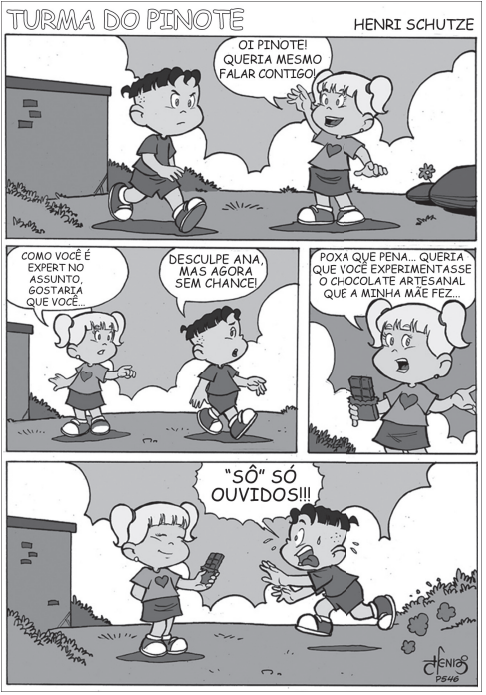 TURMA DO PINOTE
HENRI SCHUTZE
OI PINOTE!
QUERIA MESMO
FALAR CONTIGO!
COMO VOCÊ É
EXPERT NO
ASSUNTO,
GOSTARIA
QUE VOCÊ...
DESCULPE ANA,
MAS AGORA
SEM CHANCE!
POXA QUE PENA... QUERIA
QUE VOCÊ EXPERIMENTASSE
O CHOCOLATE ARTESANAL
QUE A MINHA MÃE FEZ...
"SÔ" SÓ
OUVIDOS!!!
HENRI
P546